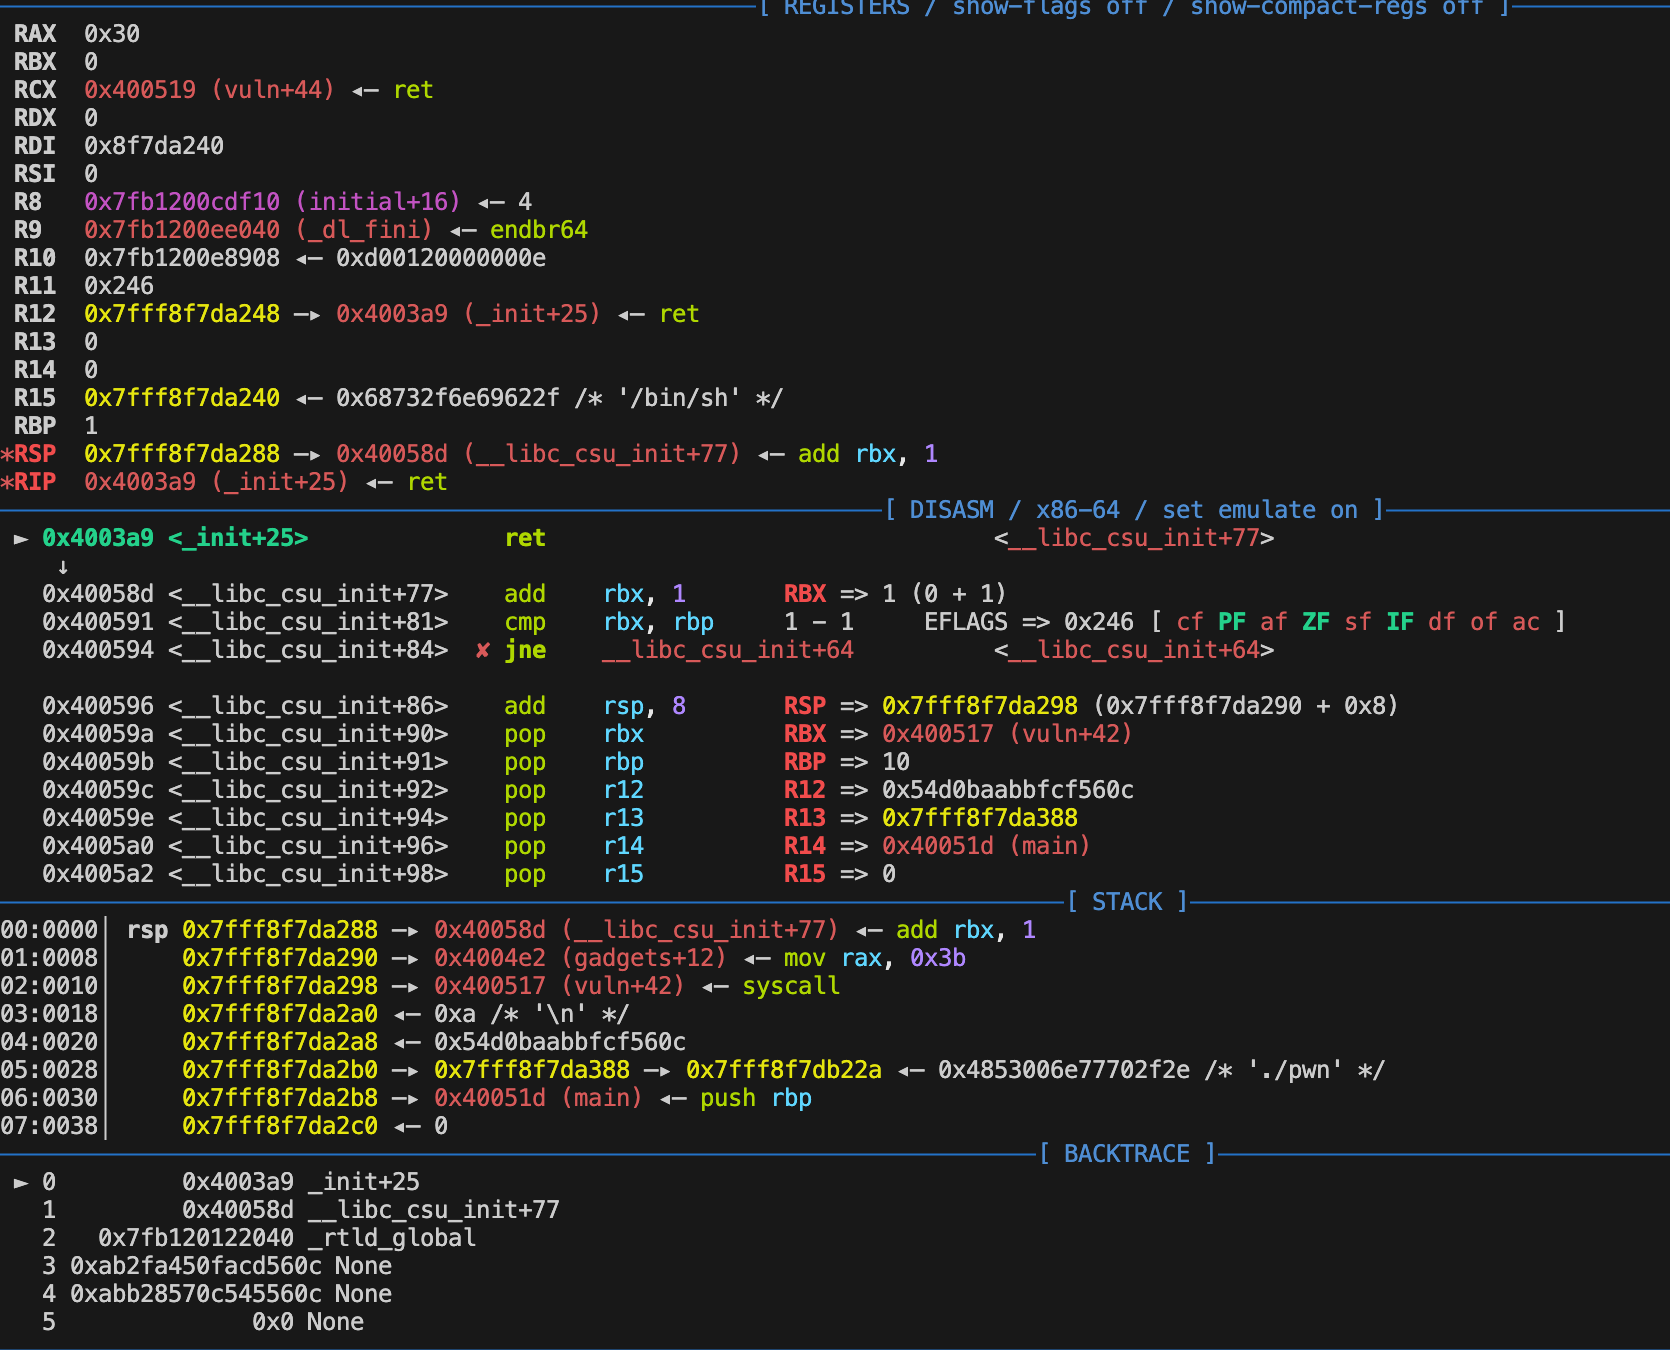 [ REGISTERS / show-flags off / show-compact-regs off ]
RAX 0x30
RBX 0
RCX 0x400519 (vuln+44) ◂— ret
RDX 0
RDI 0x8f7da240
RSI 0
R8 0x7fb1200cdf10 (initial+16) ◂— 4
R9 0x7fb1200ee040 (_dl_fini) ◂— endbr64
R10 0x7fb1200e8908 ◂— 0xd00120000000e
R11 0x246
R12 0x7fff8f7da248 —▸ 0x4003a9 (_init+25) ◂— ret
R13 0
R14 0
R15 0x7fff8f7da240 ◂— 0x68732f6e69622f /* '/bin/sh' */
RBP 1
*RSP 0x7fff8f7da288 —▸ 0x40058d (__libc_csu_init+77) ◂— add rbx, 1
*RIP 0x4003a9 (_init+25) ◂— ret
[ DISASM / x86-64 / set emulate on ]
► 0x4003a9 <_init+25> ret <__libc_csu_init+77>
↓
0x40058d <__libc_csu_init+77> add rbx, 1 RBX => 1 (0 + 1)
0x400591 <__libc_csu_init+81> cmp rbx, rbp 1 - 1 EFLAGS => 0x246 [ cf PF af ZF sf IF df of ac ]
0x400594 <__libc_csu_init+84> ✘ jne __libc_csu_init+64 <__libc_csu_init+64>
0x400596 <__libc_csu_init+86> add rsp, 8 RSP => 0x7fff8f7da298 (0x7fff8f7da290 + 0x8)
0x40059a <__libc_csu_init+90> pop rbx RBX => 0x400517 (vuln+42)
0x40059b <__libc_csu_init+91> pop rbp RBP => 10
0x40059c <__libc_csu_init+92> pop r12 R12 => 0x54d0baabbfcf560c
0x40059e <__libc_csu_init+94> pop r13 R13 => 0x7fff8f7da388
0x4005a0 <__libc_csu_init+96> pop r14 R14 => 0x40051d (main)
0x4005a2 <__libc_csu_init+98> pop r15 R15 => 0
[ STACK ]
00:0000│ rsp 0x7fff8f7da288 —▸ 0x40058d (__libc_csu_init+77) ◂— add rbx, 1
01:0008│ 0x7fff8f7da290 —▸ 0x4004e2 (gadgets+12) ◂— mov rax, 0x3b
02:0010│ 0x7fff8f7da298 —▸ 0x400517 (vuln+42) ◂— syscall
03:0018│ 0x7fff8f7da2a0 ◂— 0xa /* '\n' */
04:0020│ 0x7fff8f7da2a8 ◂— 0x54d0baabbfcf560c
05:0028│ 0x7fff8f7da2b0 —▸ 0x7fff8f7da388 —▸ 0x7fff8f7db22a ◂— 0x4853006e77702f2e /* './pwn' */
06:0030│ 0x7fff8f7da2b8 —▸ 0x40051d (main) ◂— push rbp
07:0038│ 0x7fff8f7da2c0 ◂— 0
[ BACKTRACE ]
► 0 0x4003a9 _init+25
1 0x40058d __libc_csu_init+77
2 0x7fb120122040 _rtld_global
3 0xab2fa450facd560c None
4 0xabb28570c545560c None
5 0x0 None